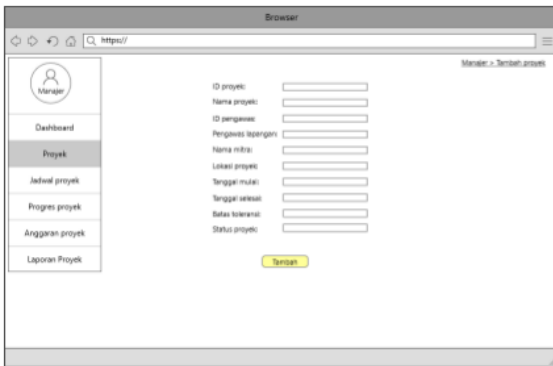 Browser
https://
Manajer > Tambah proyek
Manajer
Dashboard
Proyek
Jadwal proyek
Progres proyek
Anggaran proyek
Laporan Proyek
ID proyek:
Nama proyek:
ID pengawas:
Pengawas lapangan:
Nama mitra:
Lokasi proyek:
Tanggal mulai:
Tanggal selesai:
Batas toleransi:
Status proyek:
Tambah